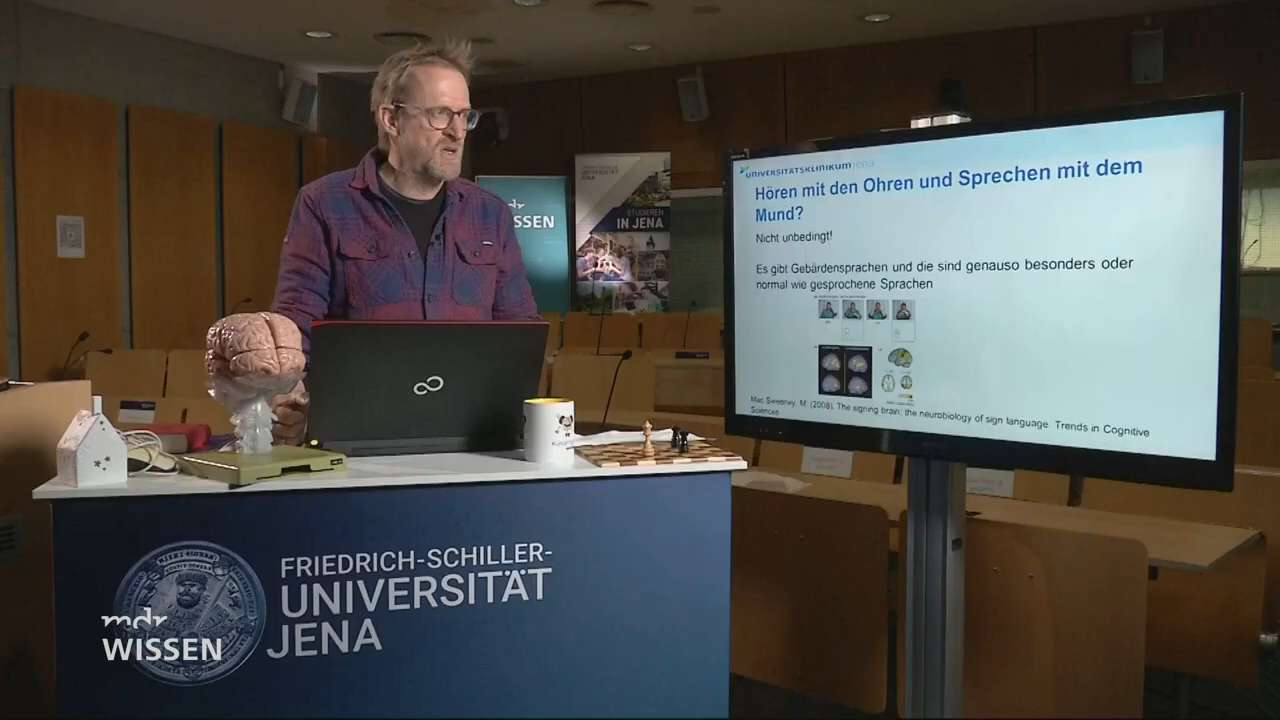 UNIVERSITÄTSKLINIKUM jena
Hören mit den Ohren und Sprechen mit dem
Mund?
Nicht unbedingt!
Es gibt Gebärdensprachen und die sind genauso besonders oder
normal wie gesprochene Sprachen
Mac Sweeney, M. (2008). The signing brain: the neurobiology of sign language. Trends in Cognitive
Sciences
mdr
WISSEN
UNIVERSITÄT
JENA
STUDIEREN
IN JENA
FRIEDRICH-SCHILLER-
UNIVERSITÄT
JENA
mdr
WISSEN